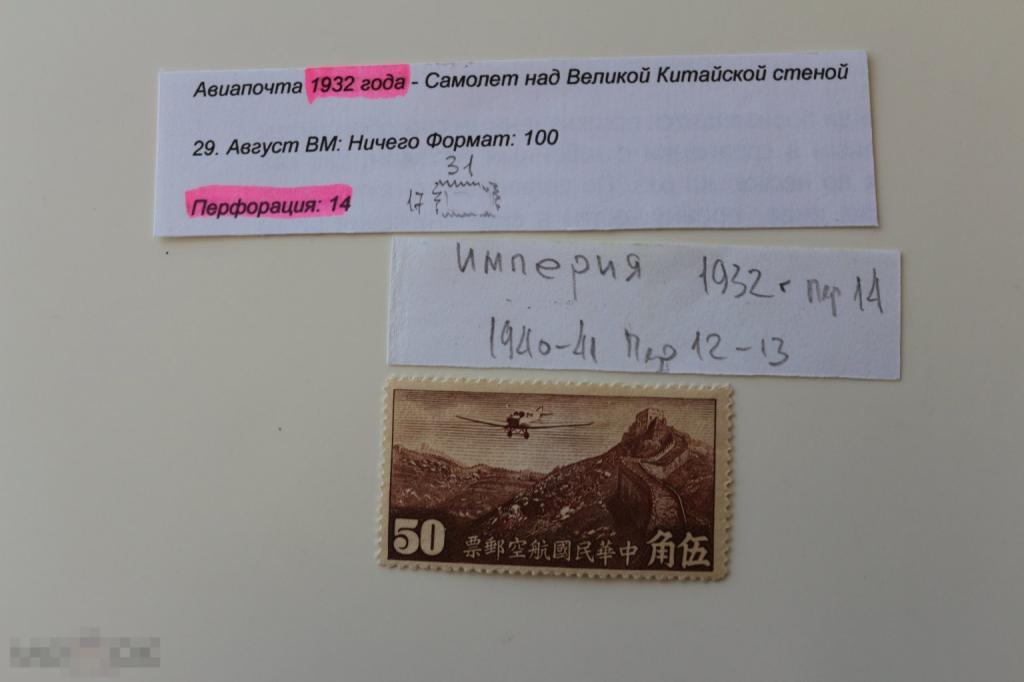 Авиапочта 1932 года - Самолет над Великой Китайской стеной
29. Август ВМ: Ничего Формат: 100
31
Перфорация: 14
17
империя 1932 г пер 14
1940-41 Пер 12-13
50 票郵空航國民華中 角伍